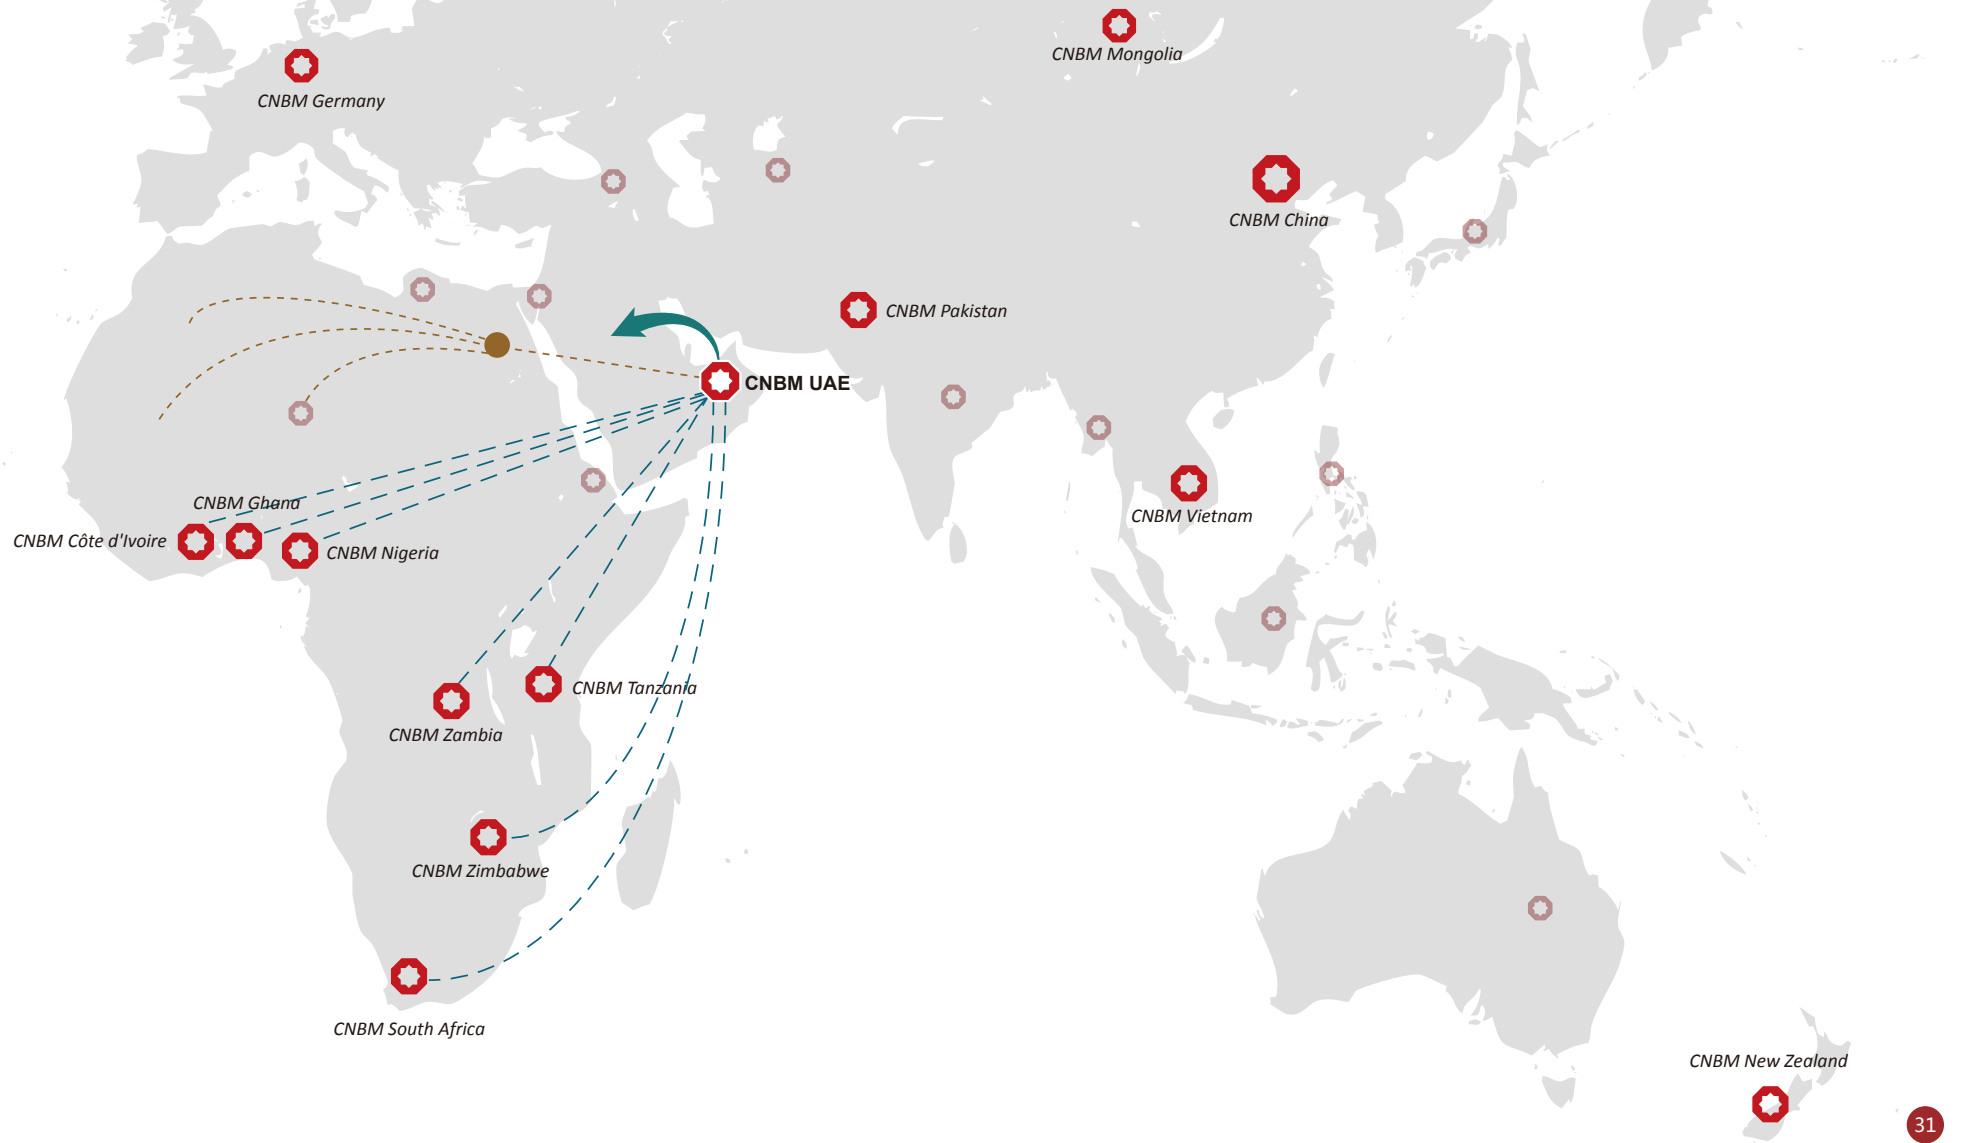 CNBM Mongolia
CNBM Germany
CNBM China
CNBM Pakistan
CNBM UAE
CNBM Ghana
CNBM Vietnam
CNBM Côte d'Ivoire
CNBM Nigeria
CNBM Tanzania
CNBM Zambia
CNBM Zimbabwe
CNBM South Africa
CNBM New Zealand
31